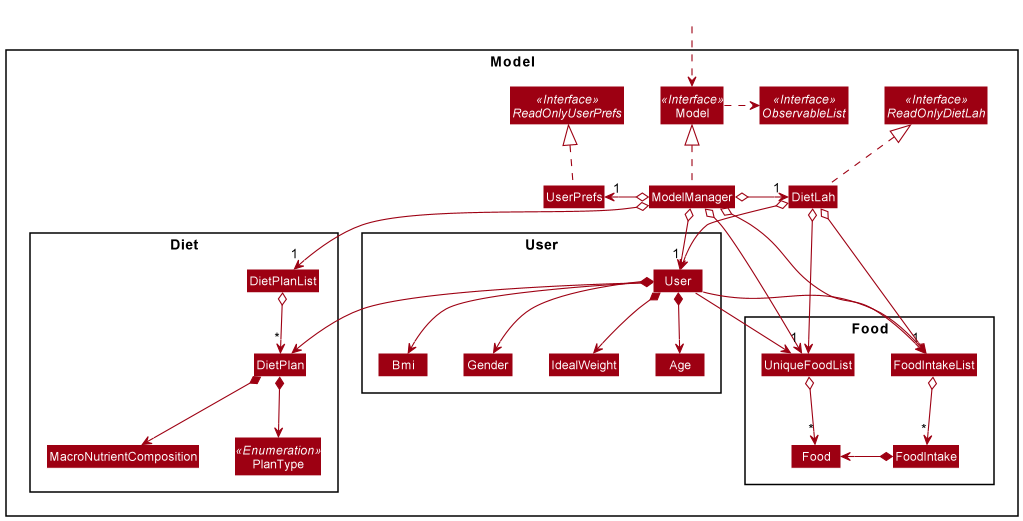 Model
«Interface»
ReadOnlyUserPrefs
«Interface»
Model
«Interface»
ObservableList
«Interface»
ReadOnlyDietLah
UserPrefs
1
ModelManager
1
DietLah
Diet
User
1
1
DietPlanList
User
Food
*
1
1
DietPlan
Bmi
Gender
IdealWeight
Age
UniqueFoodList
FoodIntakeList
*
*
MacroNutrientComposition
«Enumeration»
PlanType
Food
FoodIntake